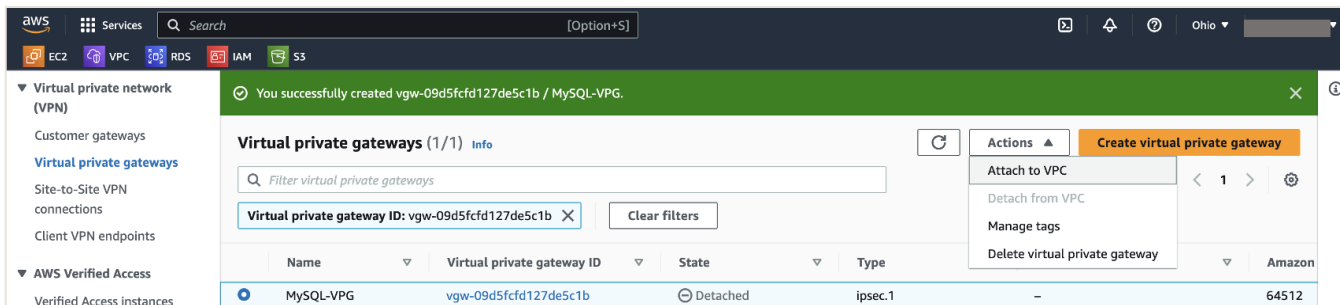 aws Services Search [Option+S] Ohio
EC2 VPC RDS IAM S3
Virtual private network
(VPN)
Customer gateways
Virtual private gateways
Site-to-Site VPN
connections
Client VPN endpoints
AWS Verified Access
Verified Access instances
You successfully created vgw-09d5fcfd127de5c1b / MySQL-VPG.
Virtual private gateways (1/1) Info
Actions
Create virtual private gateway
Attach to VPC
Detach from VPC
Manage tags
Delete virtual private gateway
Filter virtual private gateways
1
Virtual private gateway ID: vgw-09d5fcfd127de5c1b
Clear filters
Name Virtual private gateway ID State Type Amazon
MySQL-VPG vgw-09d5fcfd127de5c1b Detached ipsec.1 – 64512